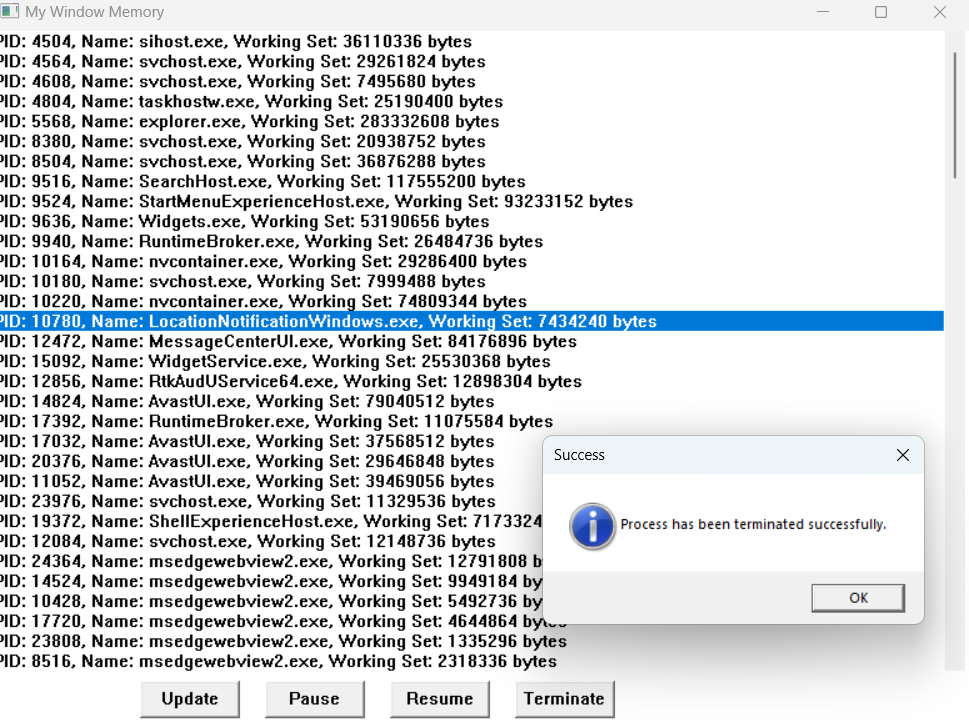 My Window Memory
PID: 4504, Name: sihost.exe, Working Set: 36110336 bytes
PID: 4564, Name: svchost.exe, Working Set: 29261824 bytes
PID: 4608, Name: svchost.exe, Working Set: 7495680 bytes
PID: 4804, Name: taskhostw.exe, Working Set: 25190400 bytes
PID: 5568, Name: explorer.exe, Working Set: 283332608 bytes
PID: 8380, Name: svchost.exe, Working Set: 20938752 bytes
PID: 8504, Name: svchost.exe, Working Set: 36876288 bytes
PID: 9516, Name: SearchHost.exe, Working Set: 117555200 bytes
PID: 9524, Name: StartMenuExperienceHost.exe, Working Set: 93233152 bytes
PID: 9636, Name: Widgets.exe, Working Set: 53190656 bytes
PID: 9940, Name: RuntimeBroker.exe, Working Set: 26484736 bytes
PID: 10164, Name: nvcontainer.exe, Working Set: 29286400 bytes
PID: 10180, Name: svchost.exe, Working Set: 7999488 bytes
PID: 10220, Name: nvcontainer.exe, Working Set: 74809344 bytes
PID: 10780, Name: LocationNotificationWindows.exe, Working Set: 7434240 bytes
PID: 12472, Name: MessageCenterUI.exe, Working Set: 84176896 bytes
PID: 15092, Name: WidgetService.exe, Working Set: 25530368 bytes
PID: 12856, Name: RtkAudUService64.exe, Working Set: 12898304 bytes
PID: 14824, Name: AvastUI.exe, Working Set: 79040512 bytes
PID: 17392, Name: RuntimeBroker.exe, Working Set: 11075584 bytes
PID: 17032, Name: AvastUI.exe, Working Set: 37568512 bytes
PID: 20376, Name: AvastUI.exe, Working Set: 29646848 bytes
PID: 11052, Name: AvastUI.exe, Working Set: 39469056 bytes
PID: 23976, Name: svchost.exe, Working Set: 11329536 bytes
PID: 19372, Name: ShellExperienceHost.exe, Working Set: 7173324
PID: 12084, Name: svchost.exe, Working Set: 12148736 bytes
PID: 24364, Name: msedgewebview2.exe, Working Set: 12791808 b
PID: 14524, Name: msedgewebview2.exe, Working Set: 9949184 by
PID: 10428, Name: msedgewebview2.exe, Working Set: 5492736 by
PID: 17720, Name: msedgewebview2.exe, Working Set: 4644864 bytes
PID: 23808, Name: msedgewebview2.exe, Working Set: 1335296 bytes
PID: 8516, Name: msedgewebview2.exe, Working Set: 2318336 bytes
Success
Process has been terminated successfully.
OK
Update
Pause
Resume
Terminate